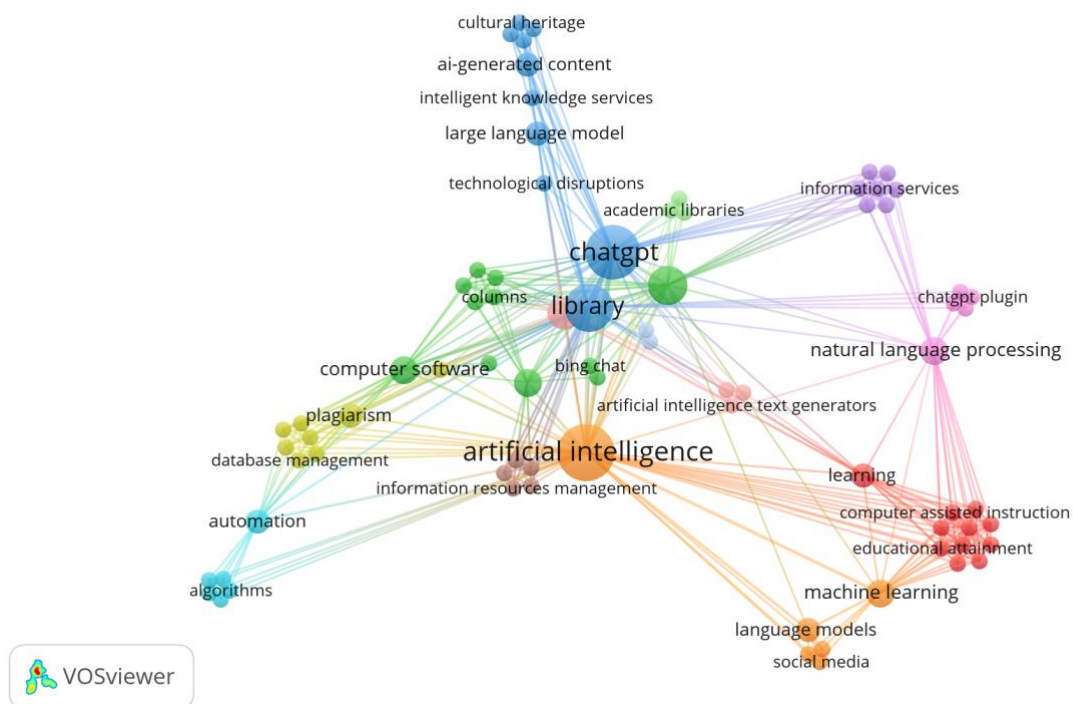 cultural heritage
ai-generated content
intelligent knowledge services
large language model
technological disruptions
information services
academic libraries
chatgpt
columns
chatgpt plugin
library
natural language processing
computer software
bing chat
artificial intelligence text generators
plagiarism
artificial intelligence
database management
learning
information resources management
computer assisted instruction
automation
educational attainment
algorithms
machine learning
language models
social media
VOSviewer